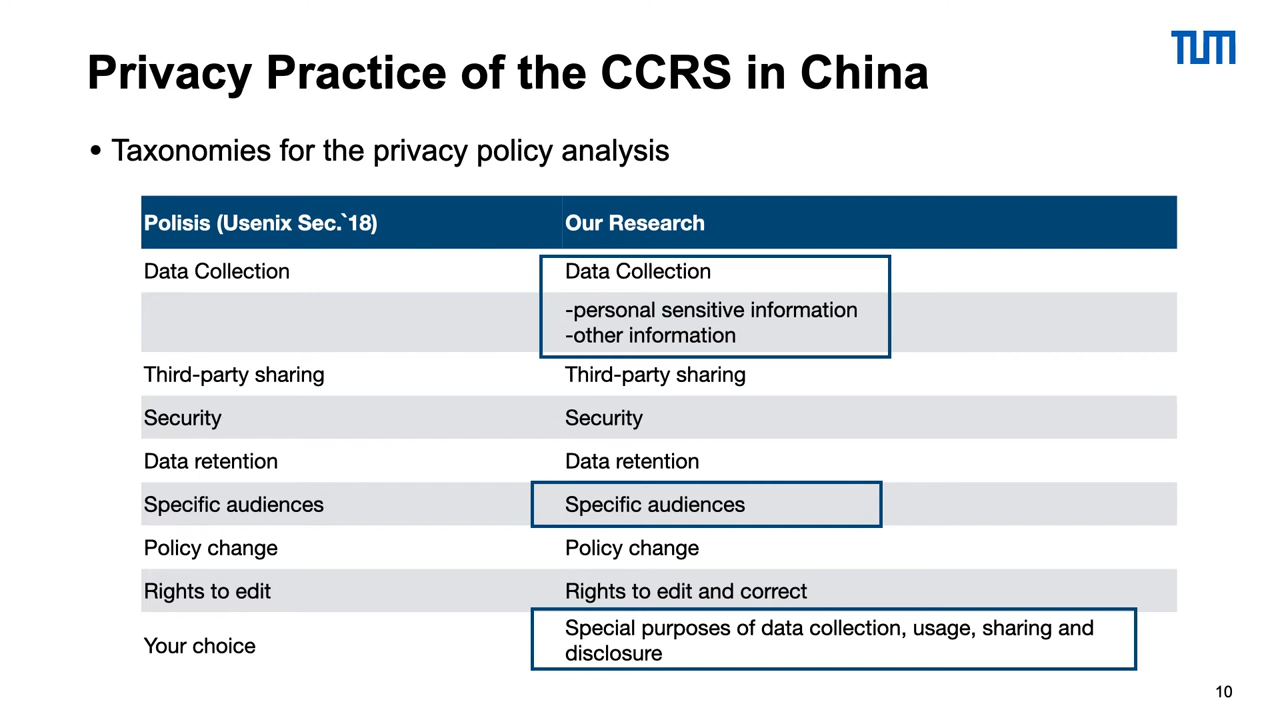 TUM
Privacy Practice of the CCRS in China
• Taxonomies for the privacy policy analysis
Polisis (Usenix Sec.`18)
Our Research
Data Collection
Data Collection
-personal sensitive information
-other information
Third-party sharing
Third-party sharing
Security
Security
Data retention
Data retention
Specific audiences
Specific audiences
Policy change
Policy change
Rights to edit
Rights to edit and correct
Your choice
Special purposes of data collection, usage, sharing and
disclosure
10